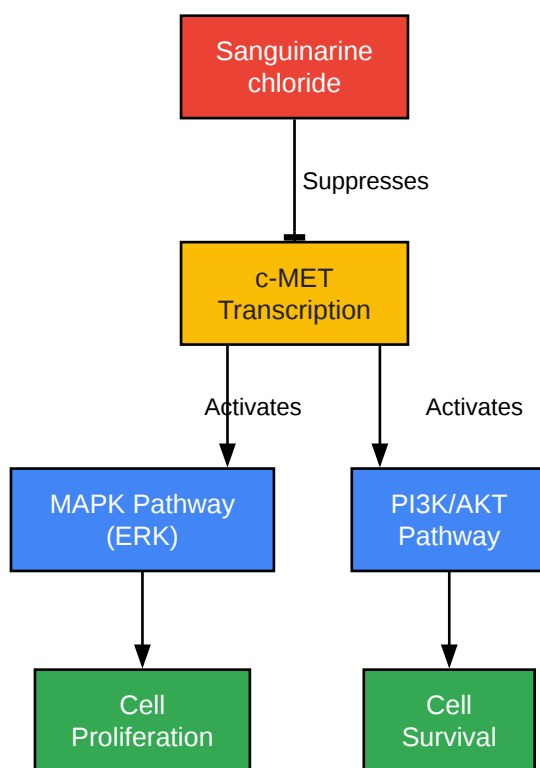 Sanguinarine
chloride
Suppresses
c-MET
Transcription
Activates
Activates
MAPK Pathway
(ERK)
PI3K/AKT
Pathway
Cell
Proliferation
Cell
Survival